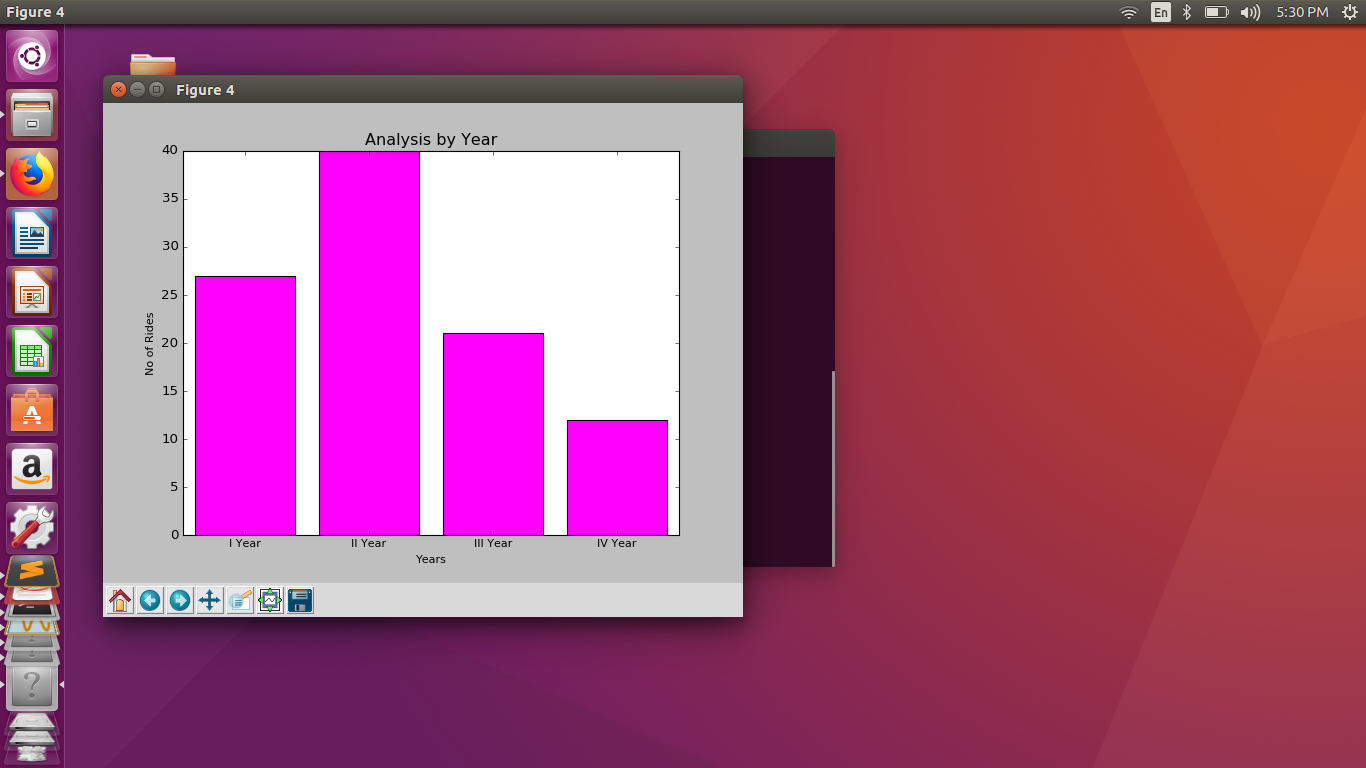 Figure 4
En
5:30 PM
Figure 4
Analysis by Year
40
35
30
25
20
15
10
5
0
No of Rides
I Year II Year III Year IV Year
Years